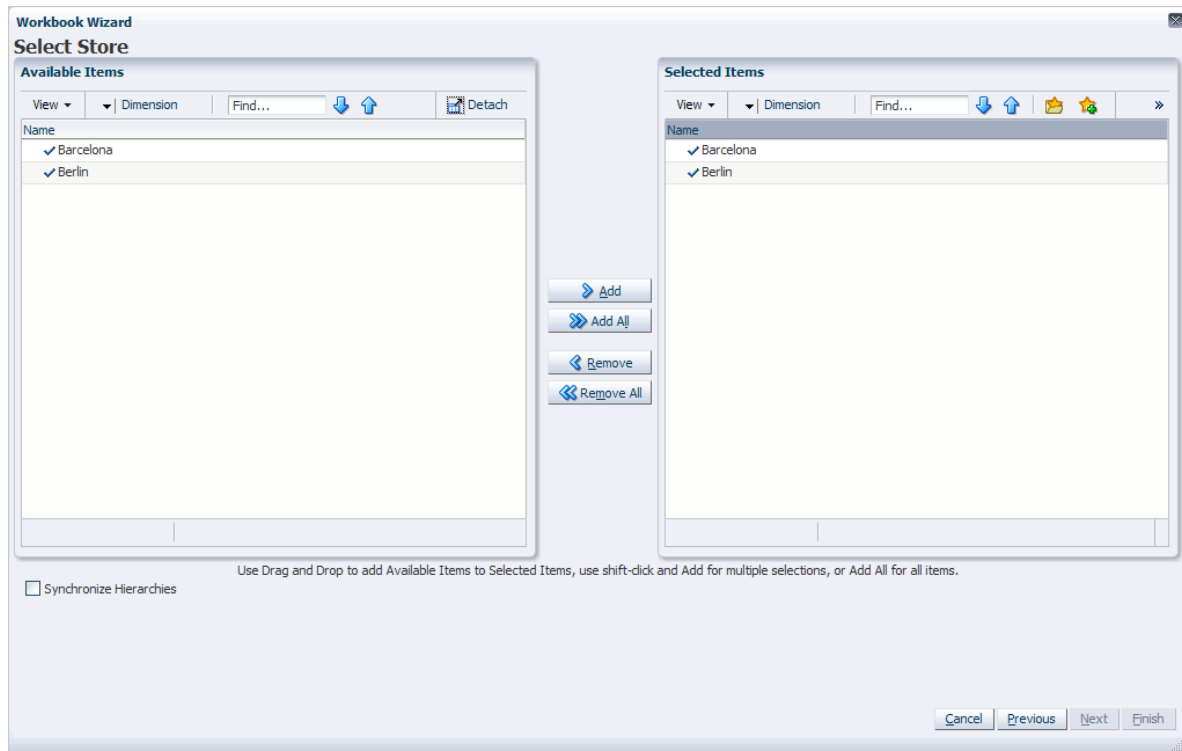 Workbook Wizard
Select Store
Available Items
View Dimension Find... Detach
Name
Barcelona
Berlin
Add
Add All
Remove
Remove All
Selected Items
View Dimension Find... »
Name
Barcelona
Berlin
Use Drag and Drop to add Available Items to Selected Items, use shift-click and Add for multiple selections, or Add All for all items.
Synchronize Hierarchies
Cancel Previous Next Finish